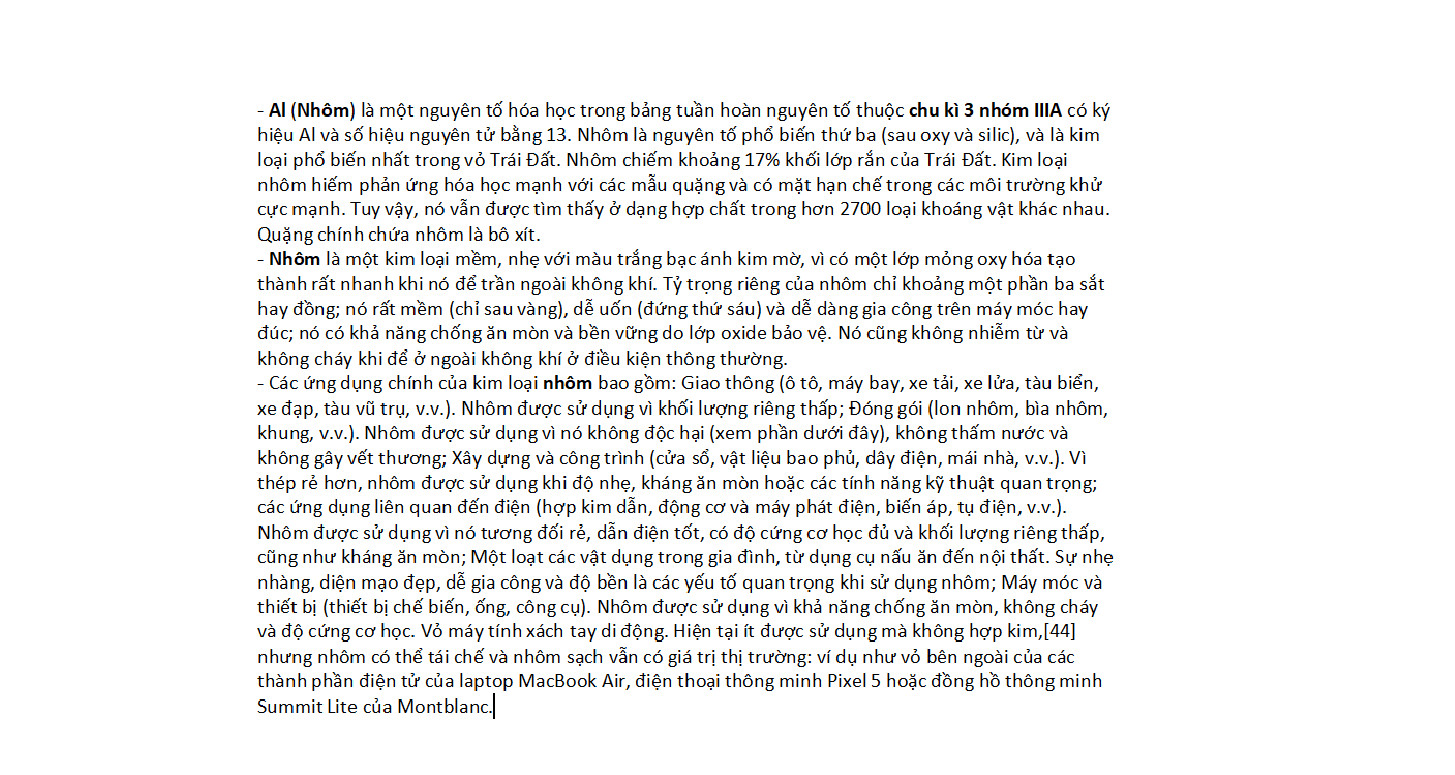 - Al (Nhôm) là một nguyên tố hóa học trong bảng tuần hoàn nguyên tố thuộc chu kì 3 nhóm IIIA có ký
hiệu Al và số hiệu nguyên tử bằng 13. Nhôm là nguyên tố phổ biến thứ ba (sau oxy và silic), và là kim
loại phổ biến nhất trong vỏ Trái Đất. Nhôm chiếm khoảng 17% khối lớp rắn của Trái Đất. Kim loại
nhôm hiếm phản ứng hóa học mạnh với các mẫu quặng và có mặt hạn chế trong các môi trường khử
cực mạnh. Tuy vậy, nó vẫn được tìm thấy ở dạng hợp chất trong hơn 2700 loại khoáng vật khác nhau.
Quặng chính chứa nhôm là bô xít.
- Nhôm là một kim loại mềm, nhẹ với màu trắng bạc ánh kim mờ, vì có một lớp mỏng oxy hóa tạo
thành rất nhanh khi nó để trần ngoài không khí. Tỷ trọng riêng của nhôm chỉ khoảng một phần ba sắt
hay đồng; nó rất mềm (chỉ sau vàng), dễ uốn (đứng thứ sáu) và dễ dàng gia công trên máy móc hay
đúc; nó có khả năng chống ăn mòn và bền vững do lớp oxide bảo vệ. Nó cũng không nhiễm từ và
không cháy khi để ở ngoài không khí ở điều kiện thông thường.
- Các ứng dụng chính của kim loại nhôm bao gồm: Giao thông (ô tô, máy bay, xe tải, xe lửa, tàu biển,
xe đạp, tàu vũ trụ, v.v.). Nhôm được sử dụng vì khối lượng riêng thấp; Đóng gói (lon nhôm, bìa nhôm,
khung, v.v.). Nhôm được sử dụng vì nó không độc hại (xem phần dưới đây), không thấm nước và
không gây vết thương; Xây dựng và công trình (cửa sổ, vật liệu bao phủ, dây điện, mái nhà, v.v.). Vì
thép rẻ hơn, nhôm được sử dụng khi độ nhẹ, kháng ăn mòn hoặc các tính năng kỹ thuật quan trọng;
các ứng dụng liên quan đến điện (hợp kim dẫn, động cơ và máy phát điện, biến áp, tụ điện, v.v.).
Nhôm được sử dụng vì nó tương đối rẻ, dẫn điện tốt, có độ cứng cơ học đủ và khối lượng riêng thấp,
cũng như kháng ăn mòn; Một loạt các vật dụng trong gia đình, từ dụng cụ nấu ăn đến nội thất. Sự nhẹ
nhàng, diện mạo đẹp, dễ gia công và độ bền là các yếu tố quan trọng khi sử dụng nhôm; Máy móc và
thiết bị (thiết bị chế biến, ống, công cụ). Nhôm được sử dụng vì khả năng chống ăn mòn, không cháy
và độ cứng cơ học. Vỏ máy tính xách tay di động. Hiện tại ít được sử dụng mà không hợp kim,[44]
nhưng nhôm có thể tái chế và nhôm sạch vẫn có giá trị thị trường: ví dụ như vỏ bên ngoài của các
thành phần điện tử của laptop MacBook Air, điện thoại thông minh Pixel 5 hoặc đồng hồ thông minh
Summit Lite của Montblanc.